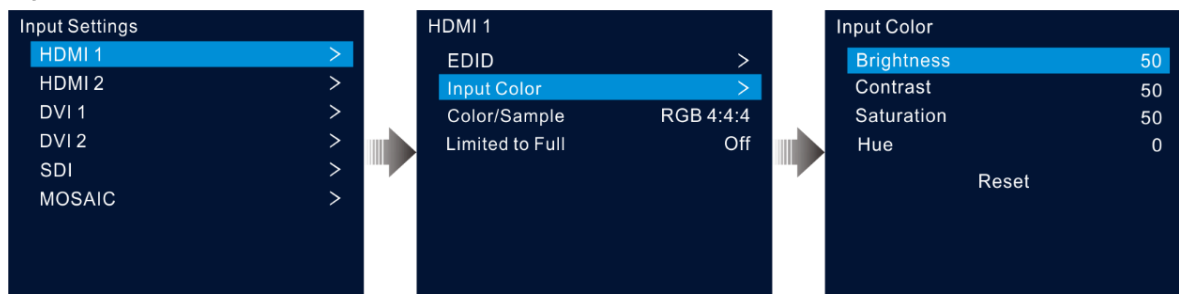 Input Settings
HDMI 1 >
HDMI 2 >
DVI 1 >
DVI 2 >
SDI >
MOSAIC >
HDMI 1
EDID >
Input Color >
Color/Sample RGB 4:4:4
Limited to Full Off
Input Color
Brightness 50
Contrast 50
Saturation 50
Hue 0
Reset